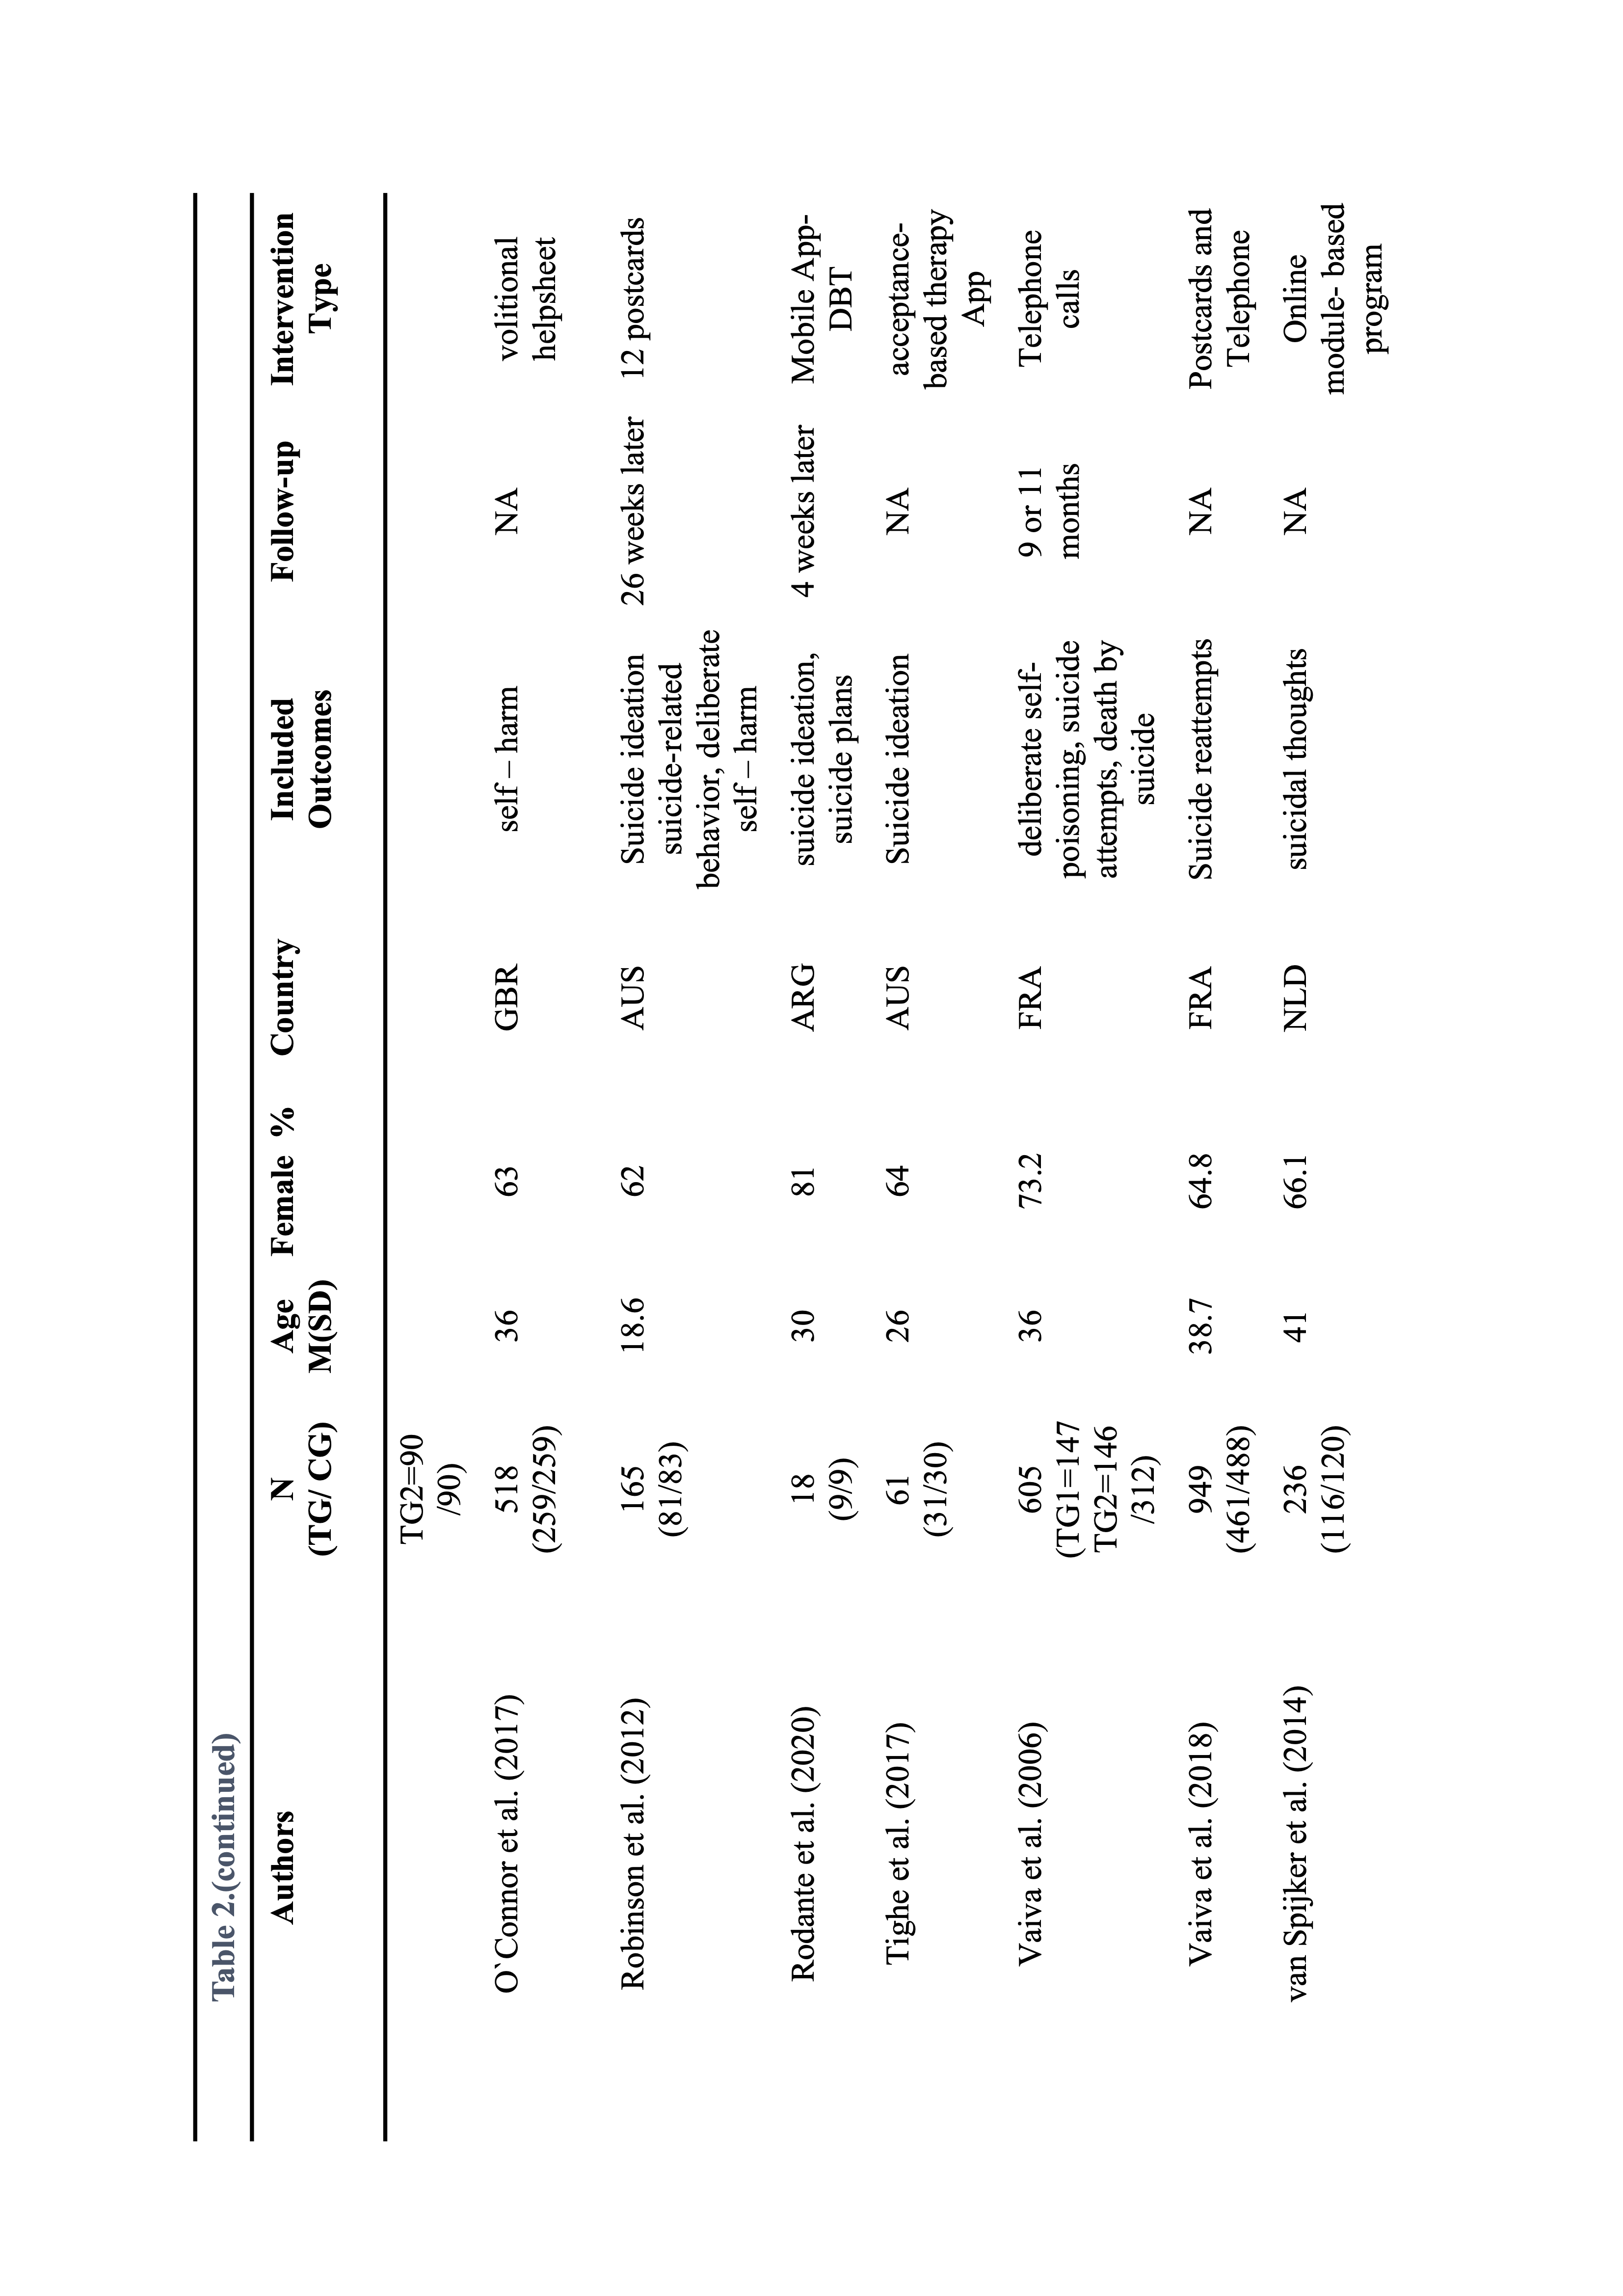 Table 2.(continued)
Authors N Age Female % Country Included Follow-up Intervention
(TG/ CG) M(SD) Outcomes Type
TG2=90
/90)
O`Connor et al. (2017) 518 36 63 GBR self – harm NA volitional
(259/259) helpsheet
Robinson et al. (2012) 165 18.6 62 AUS Suicide ideation 26 weeks later 12 postcards
(81/83) suicide-related
behavior, deliberate
self – harm
Rodante et al. (2020) 18 30 81 ARG suicide ideation, 4 weeks later Mobile App-
(9/9) suicide plans DBT
Tighe et al. (2017) 61 26 64 AUS Suicide ideation NA acceptance-
(31/30) based therapy
App
Vaiva et al. (2006) 605 36 73.2 FRA deliberate self- 9 or 11 Telephone
(TG1=147 poisoning, suicide months calls
TG2=146 attempts, death by
/312) suicide
Vaiva et al. (2018) 949 38.7 64.8 FRA Suicide reattempts NA Postcards and
(461/488) Telephone
van Spijker et al. (2014) 236 41 66.1 NLD suicidal thoughts NA Online
(116/120) module- based
program